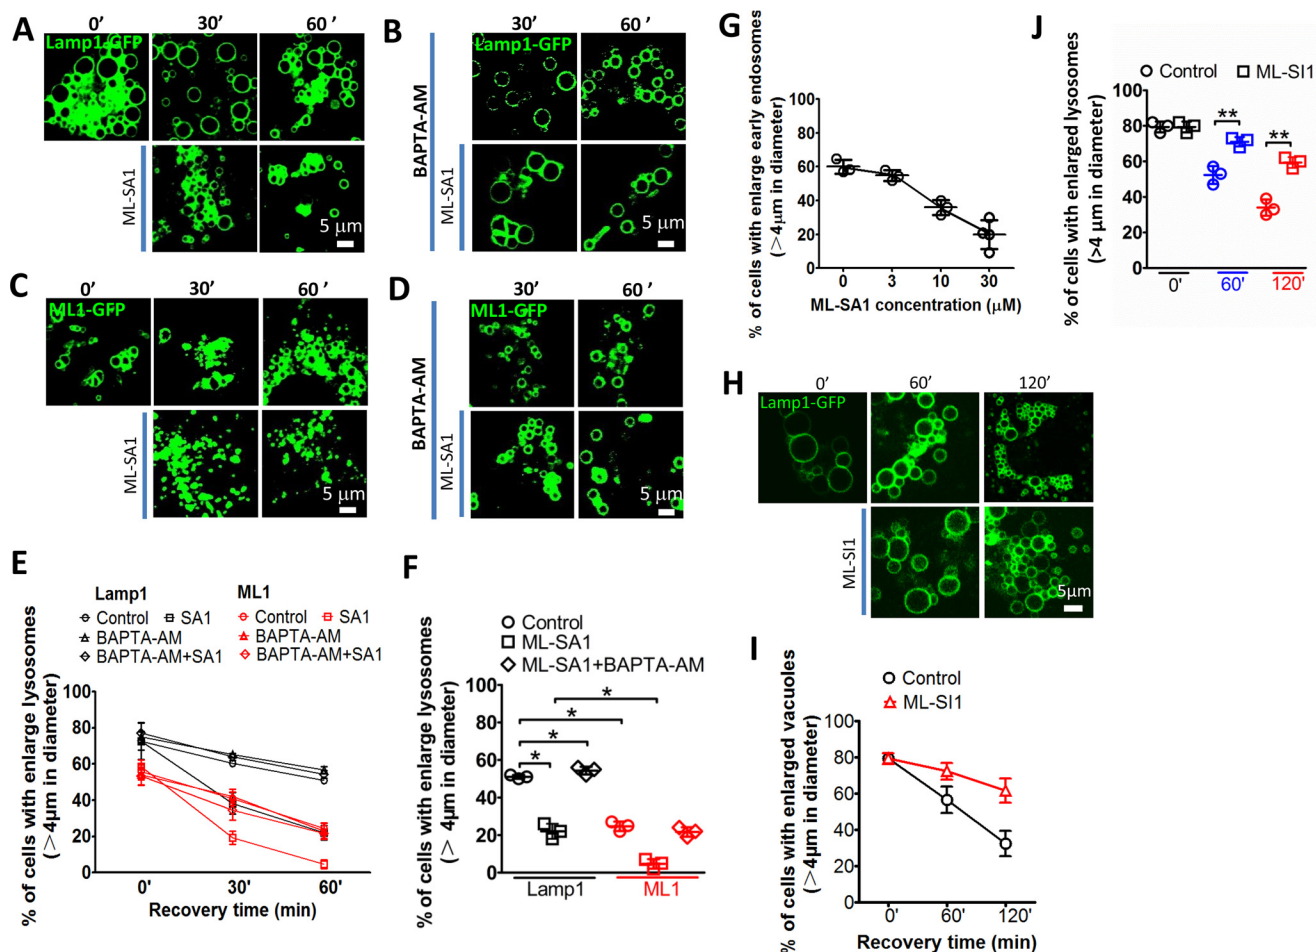 A
0'
30'
60 '
Lamp1-GFP
ML-SA1
5 μm
B
30'
60 '
BAPTA-AM
Lamp1-GFP
ML-SA1
5 μm
C
0'
30'
60 '
ML1-GFP
ML-SA1
5 μm
D
30'
60 '
BAPTA-AM
ML-SA1
5 μm
E
Lamp1
ML1
Control
SA1
BAPTA-AM
BAPTA-AM+SA1
Control
SA1
BAPTA-AM
BAPTA-AM+SA1
% of cells with enlarge lysosomes
(>4μm in diameter)
100
80
60
40
20
0
0'
30'
60'
Recovery time (min)
F
Control
ML-SA1
ML-SA1+BAPTA-AM
% of cells with enlarge lysosomes
(> 4μm in diameter)
100
80
60
40
20
0
*
*
*
*
Lamp1
ML1
G
% of cells with enlarge early endosomes
(>4μm in diameter)
100
80
60
40
20
0
0
3
10
30
ML-SA1 concentration (μM)
H
0'
60'
120'
Lamp1-GFP
ML-SI1
5μm
I
Control
ML-SI1
% of cells with enlarged vacuoles
(>4μm in diameter)
100
80
60
40
20
0
0'
60'
120'
Recovery time (min)
J
Control
ML-SI1
% of cells with enlarged lysosomes
(>4 μm in diameter)
100
80
60
40
20
0
**
**
0'
60'
120'